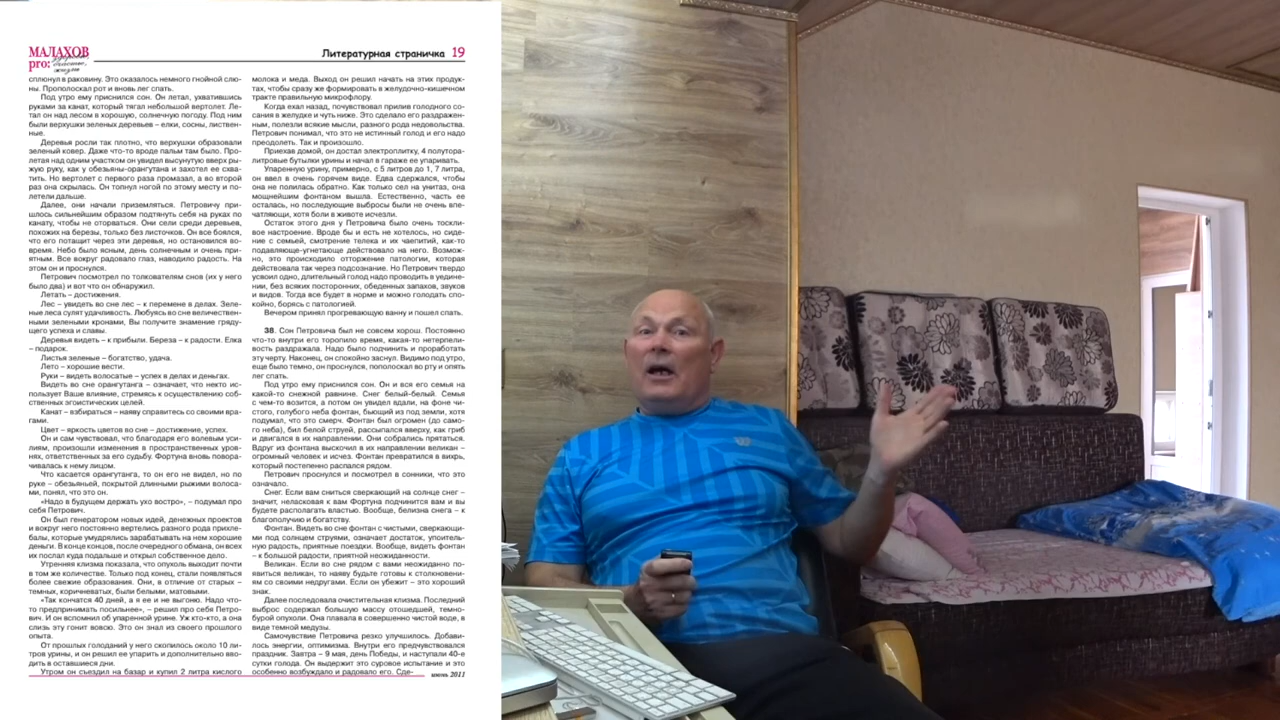 МАЛАХОВ
pro:
Литературная страничка 19
сплюнул в раковину. Это оказалось немного гнойной слю-
ны. Прополоскал рот и вновь лег спать.
Под утро ему приснился сон. Он летал, ухватившись
руками за канат, который тягал небольшой вертолет. Ле-
тал он над лесом в хорошую, солнечную погоду. Под ним
были верхушки зеленых деревьев – елки, сосны, листвен-
ные.
Деревья росли так плотно, что верхушки образовали
зеленый ковер. Даже что-то вроде пальм там было. Про-
летая над одним участком он увидел высунутую вверх ры-
жую руку, как у обезьяны-орангутана и захотел ее схва-
тить. Но вертолет с первого раза промазал, а во второй
раз она скрылась. Он топнул ногой по этому месту и по-
летели дальше.
Далее, они начали приземляться. Петровичу при-
шлось сильнейшим образом подтянуть себя на руках по
канату, чтобы не оторваться. Они сели среди деревьев,
похожих на березы, только без листочков. Он все боялся,
что его потащит через эти деревья, но остановился во-
время. Небо было ясным, день солнечным и очень при-
ятным. Все вокруг радовало глаз, наводило радость. На
этом он и проснулся.
Петрович посмотрел по толкователям снов (их у него
было два) и вот что он обнаружил.
Летать – достижения.
Лес – увидеть во сне лес – к перемене в делах. Зеле-
ные леса сулят удачливость. Любуясь во сне величествен-
ными зелеными кронами, Вы получите знамение гряду-
щего успеха и славы.
Деревья видеть – к прибыли. Береза – к радости. Елка
– подарок.
Листья зеленые – богатство, удача.
Лето – хорошие вести.
Руки – видеть волосатые – успех в делах и деньгах.
Видеть во сне орангутанга – означает, что некто ис-
пользует Ваше влияние, стремясь к осуществлению соб-
ственных эгоистических целей.
Канат – взбираться – наяву справитесь со своими вра-
гами.
Цвет – яркость цветов во сне – достижение, успех.
Он и сам чувствовал, что благодаря его волевым уси-
лиям, произошли изменения в пространственных уров-
нях, ответственных за его судьбу. Фортуна вновь повора-
чивалась к нему лицом.
Что касается орангутанга, то он его не видел, но по
руке – обезьяньей, покрытой длинными рыжими волоса-
ми, понял, что это он.
«Надо в будущем держать ухо востро», – подумал про
себя Петрович.
Он был генератором новых идей, денежных проектов
и вокруг него постоянно вертелись разного рода прихле-
балы, которые умудрялись зарабатывать на нем хорошие
деньги. В конце концов, после очередного обмана, он всех
их послал куда подальше и открыл собственное дело.
Утренняя клизма показала, что опухоль выходит почти
в том же количестве. Только под конец, стали появляться
более свежие образования. Они, в отличие от старых –
темных, коричневатых, были белыми, матовыми.
«Так кончатся 40 дней, а я ее и не выгоню. Надо что-
то предпринимать посильнее», – решил про себя Петро-
вич. И он вспомнил об упаренной урине. Уж кто-кто, а она
слизь эту гонит вовсю. Это он знал из своего прошлого
опыта.
От прошлых голоданий у него скопилось около 10 ли-
тров урины, и он решил ее упарить и дополнительно вво-
дить в оставшиеся дни.
Утром он съездил на базар и купил 2 литра кислого
молока и меда. Выход он решил начать на этих продук-
тах, чтобы сразу же формировать в желудочно-кишечном
тракте правильную микрофлору.
Когда ехал назад, почувствовал прилив голодного со-
сания в желудке и чуть ниже. Это сделало его раздражен-
ным, полезли всякие мысли, разного рода недовольства.
Петрович понимал, что это не истинный голод и его надо
преодолеть. Так и произошло.
Приехав домой, он достал электроплитку, 4 полутора-
литровые бутылки урины и начал в гараже ее упаривать.
Упаренную урину, примерно, с 5 литров до 1, 7 литра,
он ввел в очень горячем виде. Едва сдержался, чтобы
она не полилась обратно. Как только сел на унитаз, она
мощнейшим фонтаном вышла. Естественно, часть ее
осталась, но последующие выбросы были не очень впе-
чатляющи, хотя боли в животе исчезли.
Остаток этого дня у Петровича было очень тоскли-
вое настроение. Вроде бы и есть не хотелось, но сиде-
ние с семьей, смотрение телека и их чаепитий, как-то
подавляюще-угнетающе действовало на него. Возмож-
но, это происходило отторжение патологии, которая
действовала так через подсознание. Но Петрович твердо
усвоил одно, длительный голод надо проводить в уедине-
нии, без всяких посторонних, обеденных запахов, звуков
и видов. Тогда все будет в норме и можно голодать спо-
койно, борясь с патологией.
Вечером принял прогревающую ванну и пошел спать.
38. Сон Петровича был не совсем хорош. Постоянно
что-то внутри его торопило время, какая-то нетерпели-
вость раздражала. Надо было подчинить и проработать
эту черту. Наконец, он спокойно заснул. Видимо под утро,
еще было темно, он проснулся, пополоскал во рту и опять
лег спать.
Под утро ему приснился сон. Он и вся его семья на
какой-то снежной равнине. Снег белый-белый. Семья
с чем-то возится, а потом он увидел вдали, на фоне чи-
стого, голубого неба фонтан, бьющий из под земли, хотя
подумал, что это смерч. Фонтан был огромен (до само-
го неба), бил белой струей, рассыпался вверху, как гриб
и двигался в их направлении. Они собрались прятаться.
Вдруг из фонтана выскочил в их направлении великан –
огромный человек и исчез. Фонтан превратился в вихрь,
который постепенно распался рядом.
Петрович проснулся и посмотрел в сонники, что это
означало.
Снег. Если вам сниться сверкающий на солнце снег –
значит, неласковая к вам Фортуна подчинится вам и вы
будете располагать властью. Вообще, белизна снега – к
благополучию и богатству.
Фонтан. Видеть во сне фонтан с чистыми, сверкающи-
ми под солнцем струями, означает достаток, упоитель-
ную радость, приятные поездки. Вообще, видеть фонтан
– к большой радости, приятной неожиданности.
Великан. Если во сне рядом с вами неожиданно по-
явиться великан, то наяву будьте готовы к столкновени-
ям со своими недругами. Если он убежит – это хороший
знак.
Далее последовала очистительная клизма. Последний
выброс содержал большую массу отошедшей, темно-
бурой опухоли. Она плавала в совершенно чистой воде, в
виде темной медузы.
Самочувствие Петровича резко улучшилось. Добави-
лось энергии, оптимизма. Внутри его предчувствовался
праздник. Завтра – 9 мая, день Победы, и наступали 40-е
сутки голода. Он выдержит это суровое испытание и это
особенно возбуждало и радовало его. Сде-
июнь 2011